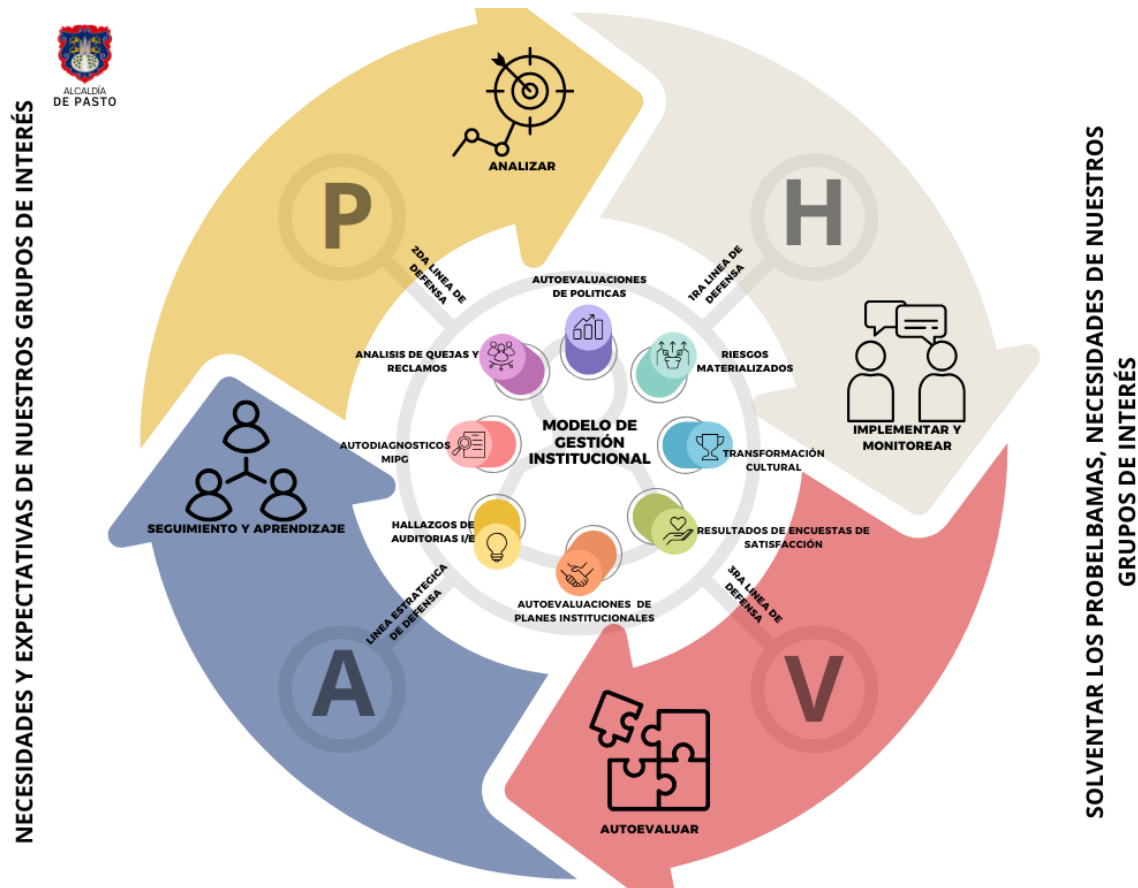 ALCALDÍA
DE PASTO
NECESIDADES Y EXPECTATIVAS DE NUESTROS GRUPOS DE INTERÉS
ANALIZAR
P
2DA LINEA DE
DEFENSA
H
1RA LINEA DE
DEFENSA
IMPLEMENTAR Y
MONITOREAR
AUTOEVALUACIONES
DE POLITICAS
ANALISIS DE QUEJAS Y
RECLAMOS
RIESGOS
MATERIALIZADOS
AUTODIAGNOSTICOS
MIPG
MODELO DE
GESTIÓN
INSTITUCIONAL
TRANSFORMACIÓN
CULTURAL
HALLAZGOS DE
AUDITORIAS I/E
RESULTADOS DE ENCUESTAS DE
SATISFACCIÓN
AUTOEVALUACIONES DE
PLANES INSTITUCIONALES
SEGUIMIENTO Y APRENDIZAJE
LINEA ESTRATEGICA
DE DEFENSA
A
3RA LINEA DE
DEFENSA
V
AUTOEVALUAR
SOLVENTAR LOS PROBELBAMAS, NECESIDADES DE NUESTROS
GRUPOS DE INTERÉS